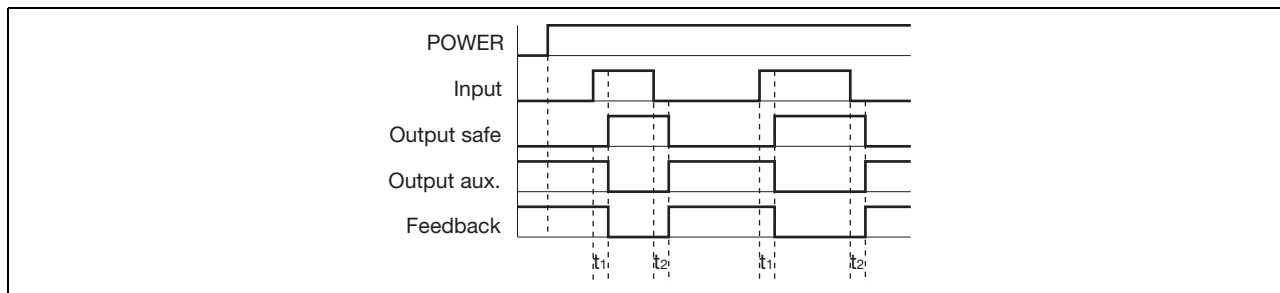 POWER
Input
Output safe
Output aux.
Feedback
t1 t2 t1 t2